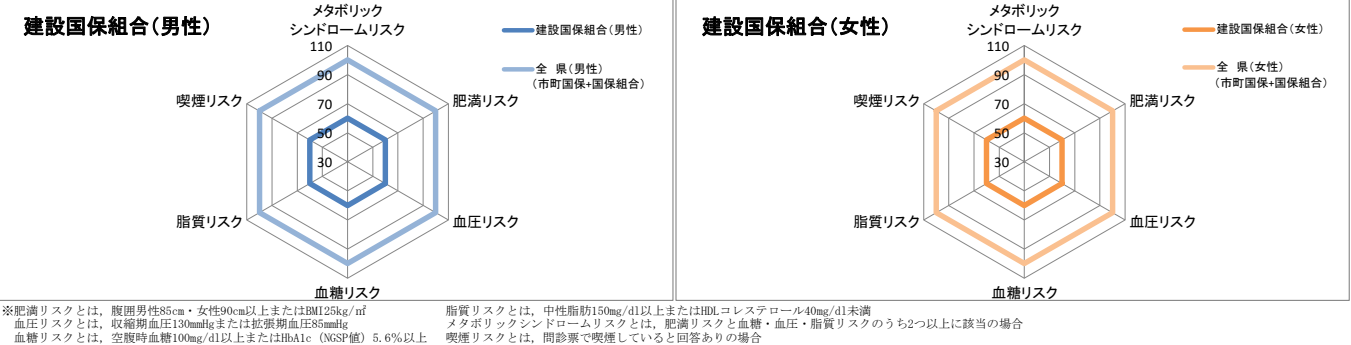 建設国保組合(男性)
メタボリック
シンドロームリスク
110
90
70
50
30
肥満リスク
血圧リスク
血糖リスク
脂質リスク
喫煙リスク
建設国保組合(男性)
全　県(男性)
(市町国保+国保組合)
建設国保組合(女性)
メタボリック
シンドロームリスク
110
90
70
50
30
肥満リスク
血圧リスク
血糖リスク
脂質リスク
喫煙リスク
建設国保組合(女性)
全　県(女性)
(市町国保+国保組合)
※肥満リスクとは，腹囲男性85cm・女性90cm以上またはBMI25kg/㎡
血圧リスクとは，収縮期血圧130mmHgまたは拡張期血圧85mmHg
血糖リスクとは，空腹時血糖100mg/dl以上またはHbA1c（NGSP値）5.6％以上
脂質リスクとは，中性脂肪150mg/dl以上またはHDLコレステロール40mg/dl未満
メタボリックシンドロームリスクとは，肥満リスクと血糖・血圧・脂質リスクのうち2つ以上に該当の場合
喫煙リスクとは，問診票で喫煙していると回答ありの場合